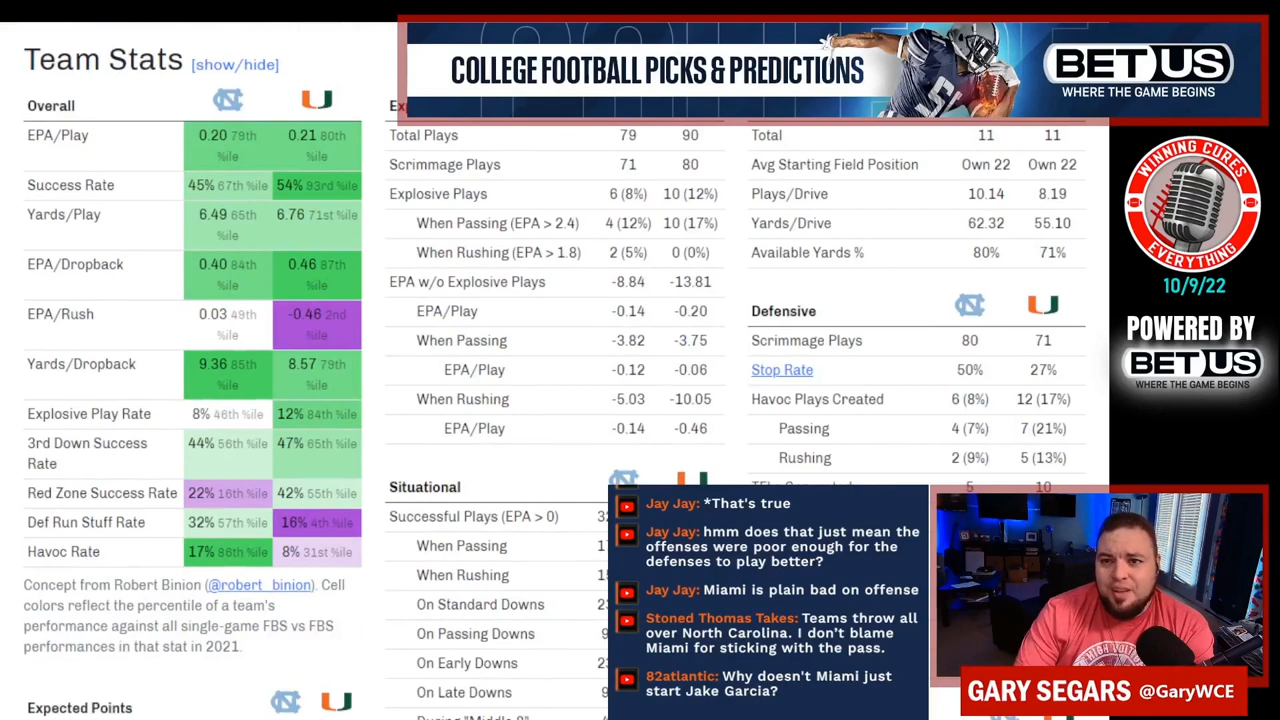 Team Stats [show/hide]
COLLEGE FOOTBALL PICKS & PREDICTIONS
BETUS
WHERE THE GAME BEGINS
Overall
EPA/Play 0.20 79th %ile 0.21 80th %ile
Success Rate 45% 67th %ile 54% 93rd %ile
Yards/Play 6.49 65th %ile 6.76 71st %ile
EPA/Dropback 0.40 84th %ile 0.46 87th %ile
EPA/Rush 0.03 49th %ile -0.46 2nd %ile
Yards/Dropback 9.36 85th %ile 8.57 79th %ile
Explosive Play Rate 8% 46th %ile 12% 84th %ile
3rd Down Success Rate 44% 56th %ile 47% 65th %ile
Red Zone Success Rate 22% 16th %ile 42% 55th %ile
Def Run Stuff Rate 32% 57th %ile 16% 4th %ile
Havoc Rate 17% 86th %ile 8% 31st %ile
Concept from Robert Binion (@robert_binion). Cell
colors reflect the percentile of a team's
performance against all single-game FBS vs FBS
performances in that stat in 2021.
Expected Points
Total Plays 79 90
Scrimmage Plays 71 80
Explosive Plays 6 (8%) 10 (12%)
When Passing (EPA > 2.4) 4 (12%) 10 (17%)
When Rushing (EPA > 1.8) 2 (5%) 0 (0%)
EPA w/o Explosive Plays -8.84 -13.81
EPA/Play -0.14 -0.20
When Passing -3.82 -3.75
EPA/Play -0.12 -0.06
When Rushing -5.03 -10.05
EPA/Play -0.14 -0.46
Situational
Successful Plays (EPA > 0)
When Passing
When Rushing
On Standard Downs
On Passing Downs
On Early Downs
On Late Downs
Total 11 11
Avg Starting Field Position Own 22 Own 22
Plays/Drive 10.14 8.19
Yards/Drive 62.32 55.10
Available Yards % 80% 71%
Defensive
Scrimmage Plays 80 71
Stop Rate 50% 27%
Havoc Plays Created 6 (8%) 12 (17%)
Passing 4 (7%) 7 (21%)
Rushing 2 (9%) 5 (13%)
5 10
WINNING CURES
EVERYTHING
10/9/22
POWERED BY
BETUS
WHERE THE GAME BEGINS
Jay Jay: *That's true
Jay Jay: hmm does that just mean the
offenses were poor enough for the
defenses to play better?
Jay Jay: Miami is plain bad on offense
Stoned Thomas Takes: Teams throw all
over North Carolina. I don't blame
Miami for sticking with the pass.
82atlantic: Why doesn't Miami just
start Jake Garcia?
GARY SEGARS @GaryWCE